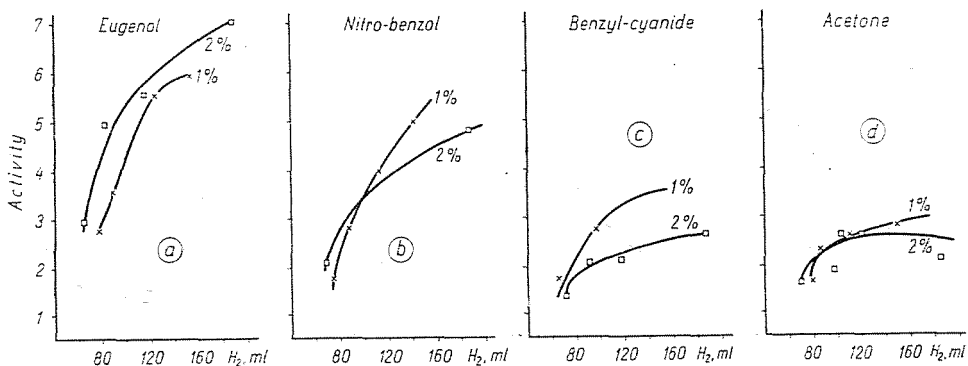 Eugenol
Nitro-benzol
Benzyl-cyanide
Acetone
Activity
7
6
5
4
3
2
1
2%
1%
a
80 120 160 H₂, ml
1%
2%
b
80 120 160 H₂, ml
1%
2%
c
80 120 160 H₂, ml
1%
2%
d
80 120 160 H₂, ml